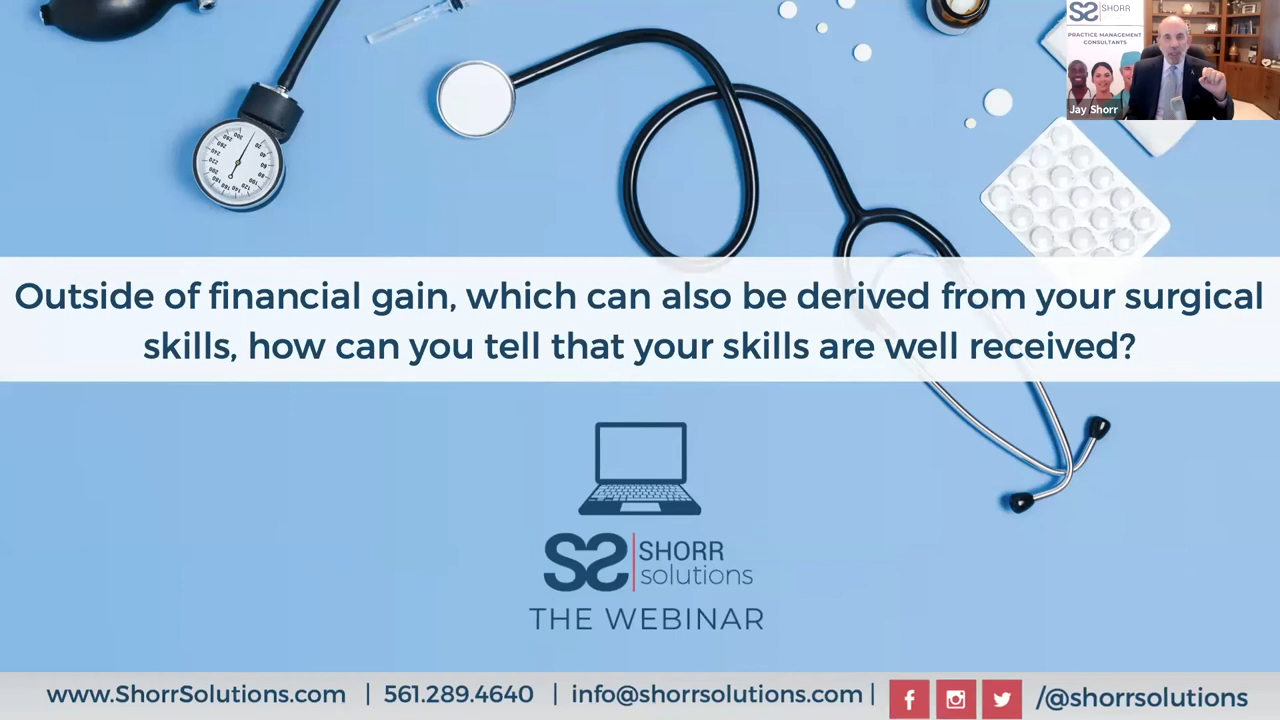 SS SHORR
PRACTICE MANAGEMENT
CONSULTANTS
Jay Shorr
Outside of financial gain, which can also be derived from your surgical
skills, how can you tell that your skills are well received?
SS SHORR
solutions
THE WEBINAR
www.ShorrSolutions.com | 561.289.4640 | info@shorrsolutions.com | /@shorrsolutions